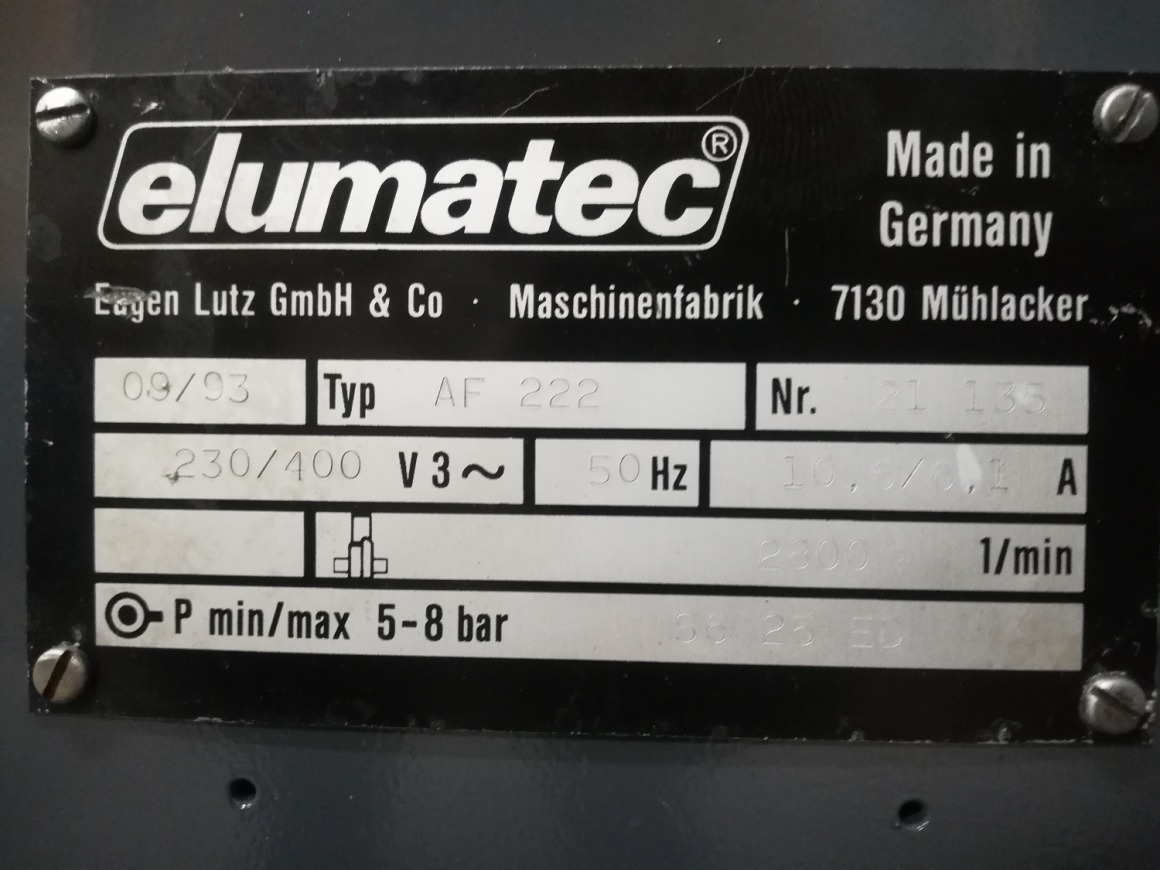 elumatec®
Made in
Germany
Eugen Lutz GmbH & Co · Maschinenfabrik · 7130 Mühlacker
09/93 Typ AF 222 Nr. 21 135
230/400 V 3~ 50 Hz A
2800 1/min
P min/max 5-8 bar